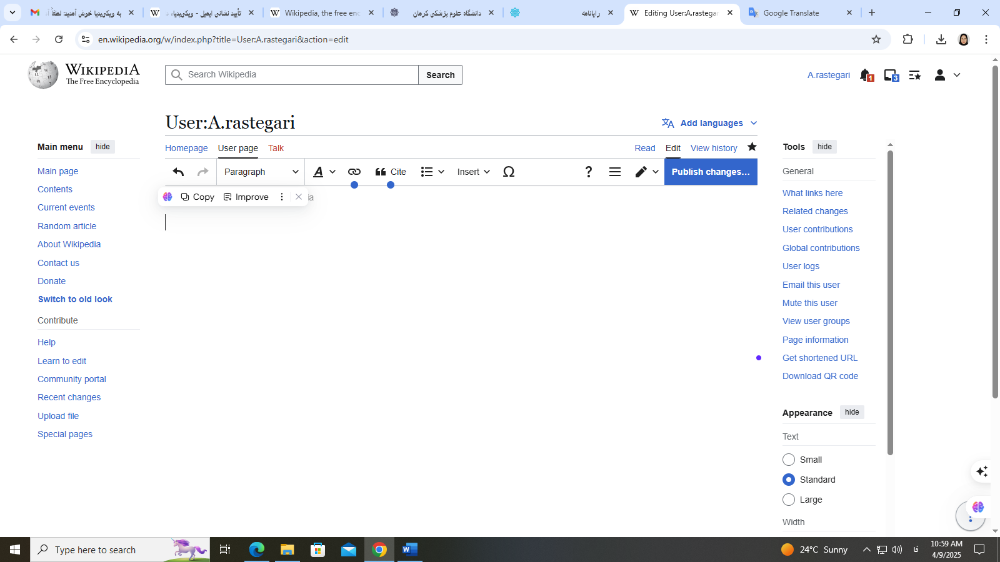 به ویکی‌پدیا خوش آمدید: لطفاً
تأیید نشانی ایمیل - ویکی‌پدیا،
Wikipedia, the free enc
دانشگاه علوم پزشکی کرمان
رایانامه
Editing User:A.rastegar
Google Translate
en.wikipedia.org/w/index.php?title=User:A.rastegari&action=edit
WIKIPEDIA
The Free Encyclopedia
Search Wikipedia
Search
A.rastegari
1
3
User:A.rastegari
Add languages
Main menu
hide
Main page
Contents
Current events
Random article
About Wikipedia
Contact us
Donate
Switch to old look
Contribute
Help
Learn to edit
Community portal
Recent changes
Upload file
Special pages
Homepage
User page
Talk
Read
Edit
View history
Paragraph
A
Cite
Insert
Ω
?
Publish changes...
Copy
Improve
ia
Tools
hide
General
What links here
Related changes
User contributions
Global contributions
User logs
Email this user
Mute this user
View user groups
Page information
Get shortened URL
Download QR code
Appearance
hide
Text
Small
Standard
Large
Width
Type here to search
24°C Sunny
فا
10:59 AM
4/9/2025